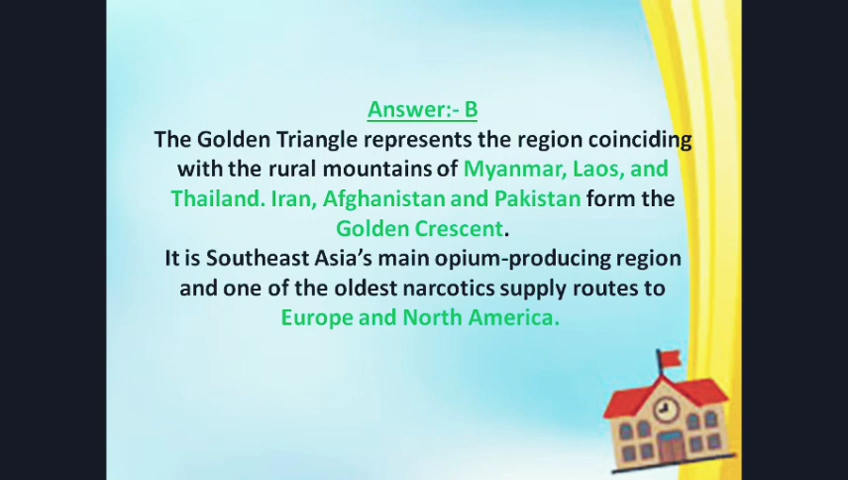 Answer:- B
The Golden Triangle represents the region coinciding
with the rural mountains of Myanmar, Laos, and
Thailand. Iran, Afghanistan and Pakistan form the
Golden Crescent.
It is Southeast Asia’s main opium-producing region
and one of the oldest narcotics supply routes to
Europe and North America.